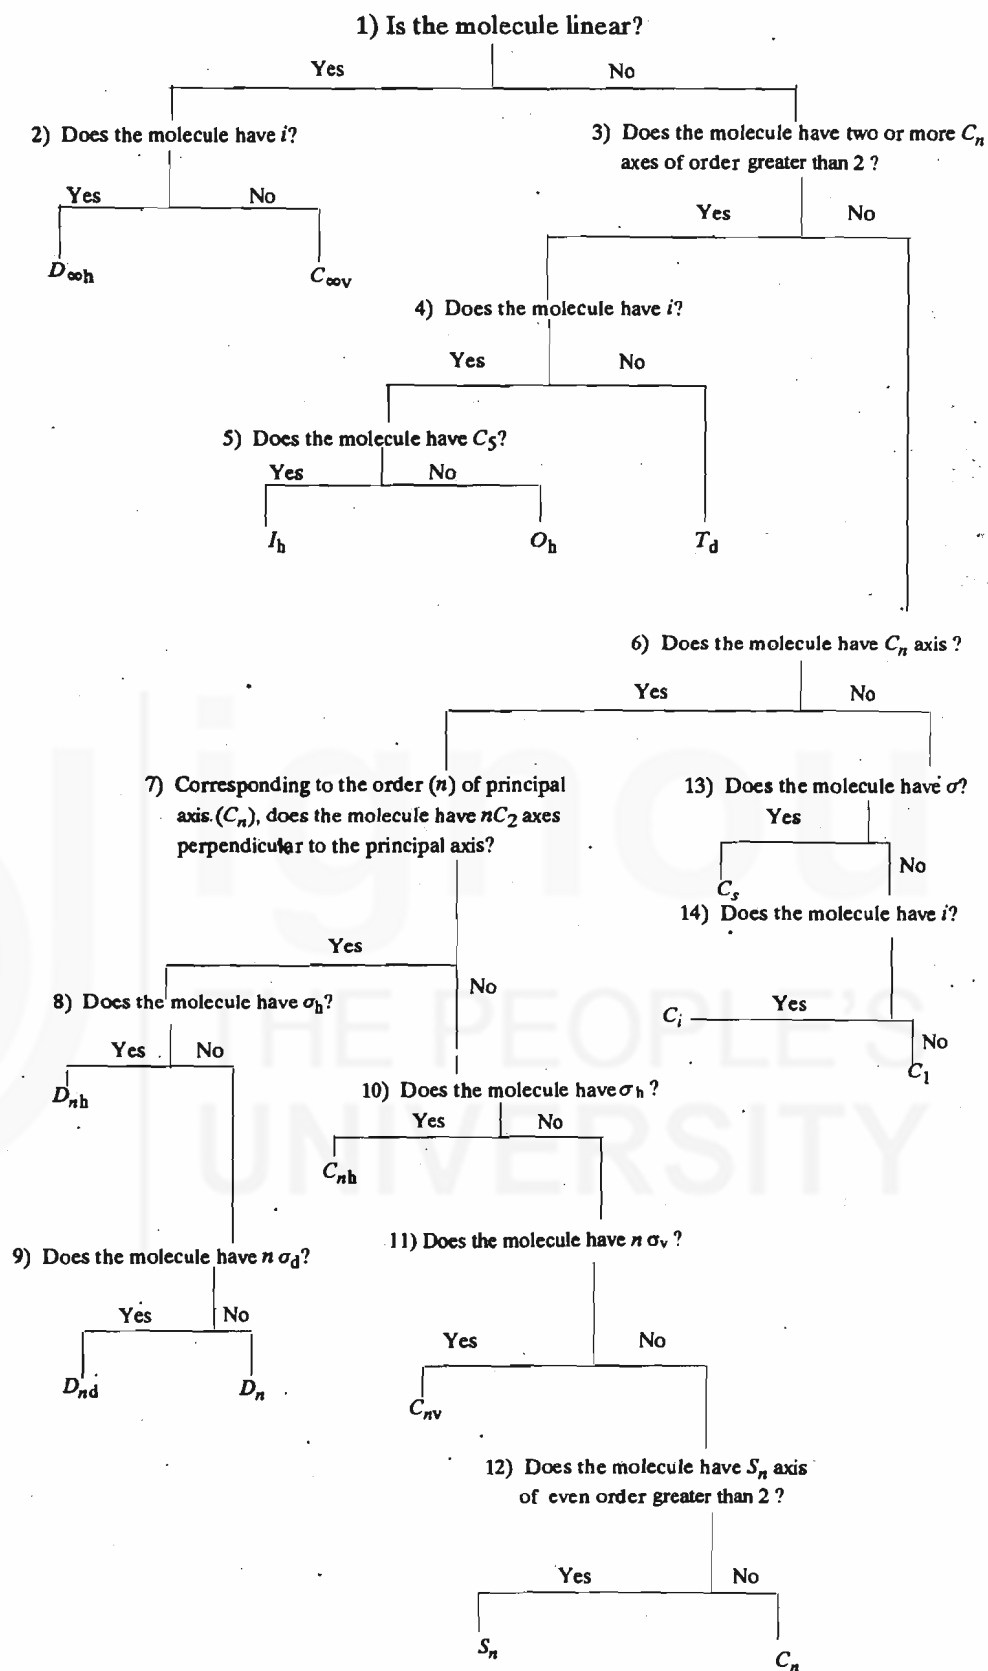 1) Is the molecule linear?
Yes
No
2) Does the molecule have i?
3) Does the molecule have two or more Cn
axes of order greater than 2 ?
Yes
No
D∞h
C∞v
Yes
No
4) Does the molecule have i?
Yes
No
5) Does the molecule have C5?
Yes
No
Ih
Oh
Td
6) Does the molecule have Cn axis ?
Yes
No
7) Corresponding to the order (n) of principal
axis.(Cn), does the molecule have nC2 axes
perpendicular to the principal axis?
13) Does the molecule have σ?
Yes
No
Cs
14) Does the molecule have i?
Yes
No
Ci
C1
Yes
No
8) Does the molecule have σh?
Yes
No
Dnh
10) Does the molecule have σh ?
Yes
No
Cnh
9) Does the molecule have n σd?
Yes
No
Dnd
Dn
11) Does the molecule have n σv ?
Yes
No
Cnv
12) Does the molecule have Sn axis
of even order greater than 2 ?
Yes
No
Sn
Cn
ignou
THE PEOPLE'S
UNIVERSITY